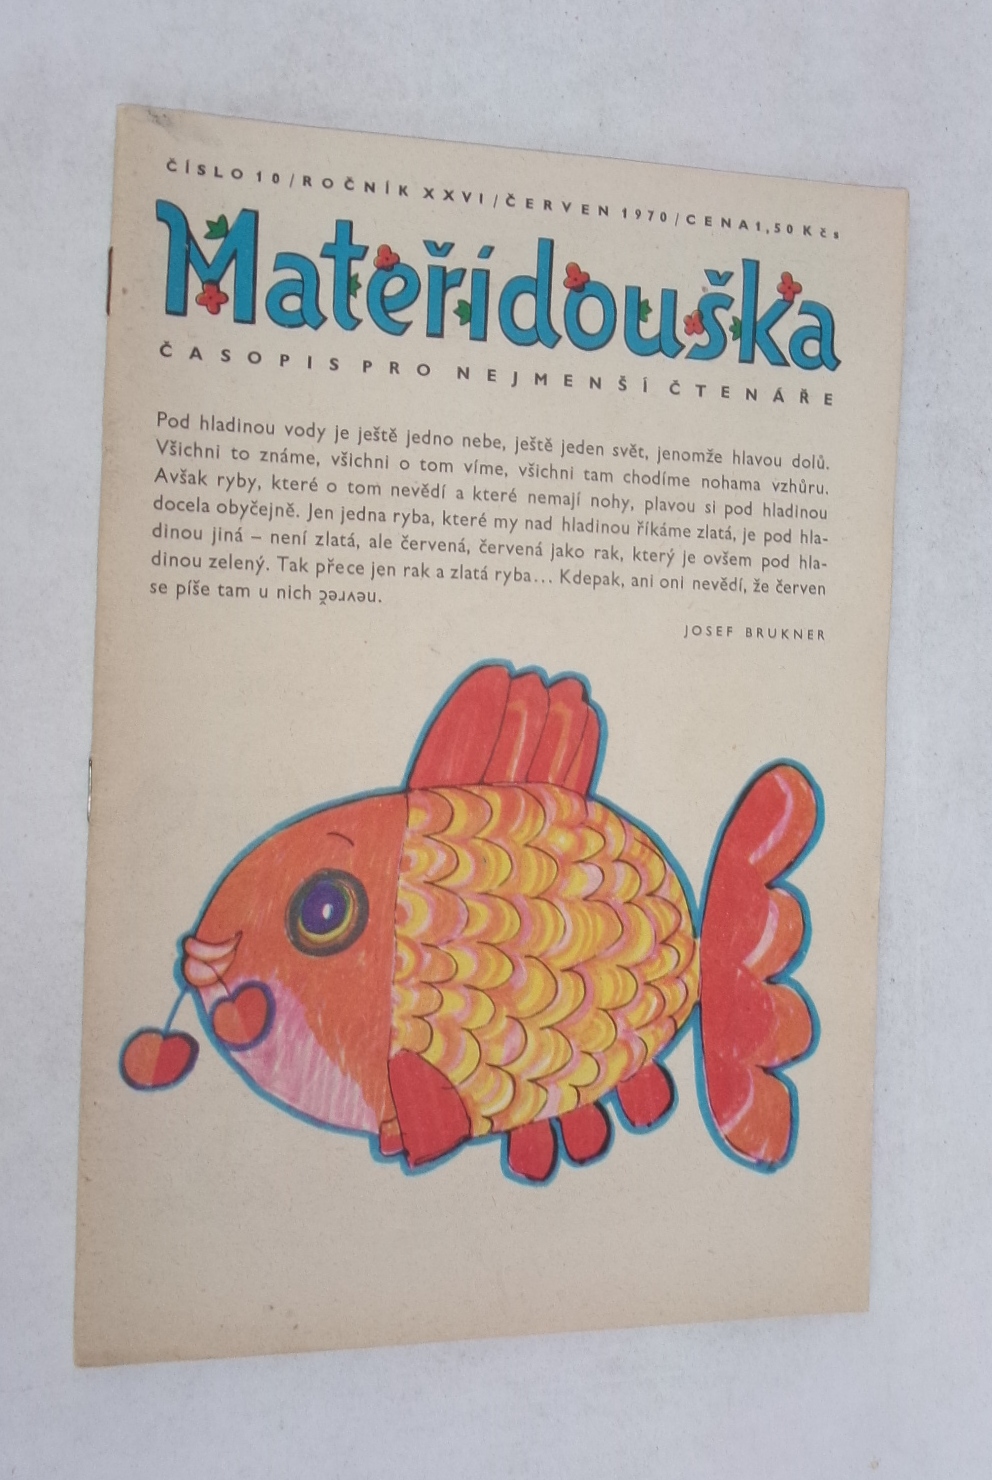 ČÍSLO 10/ROČNÍK XXVI/ČERVEN 1970/CENA 1,50 Kčs
Mateřídouška
ČASOPIS PRO NEJMENŠÍ ČTENÁŘE
Pod hladinou vody je ještě jedno nebe, ještě jeden svět, jenomže hlavou dolů.
Všichni to známe, všichni o tom víme, všichni tam chodíme nohama vzhůru.
Avšak ryby, které o tom nevědí a které nemají nohy, plavou si pod hladinou
docela obyčejně. Jen jedna ryba, které my nad hladinou říkáme zlatá, je pod hla-
dinou jiná – není zlatá, ale červená, červená jako rak, který je ovšem pod hla-
dinou zelený. Tak přece jen rak a zlatá ryba... Kdepak, ani oni nevědí, že červen
se píše tam u nich červen.
JOSEF BRUKNER